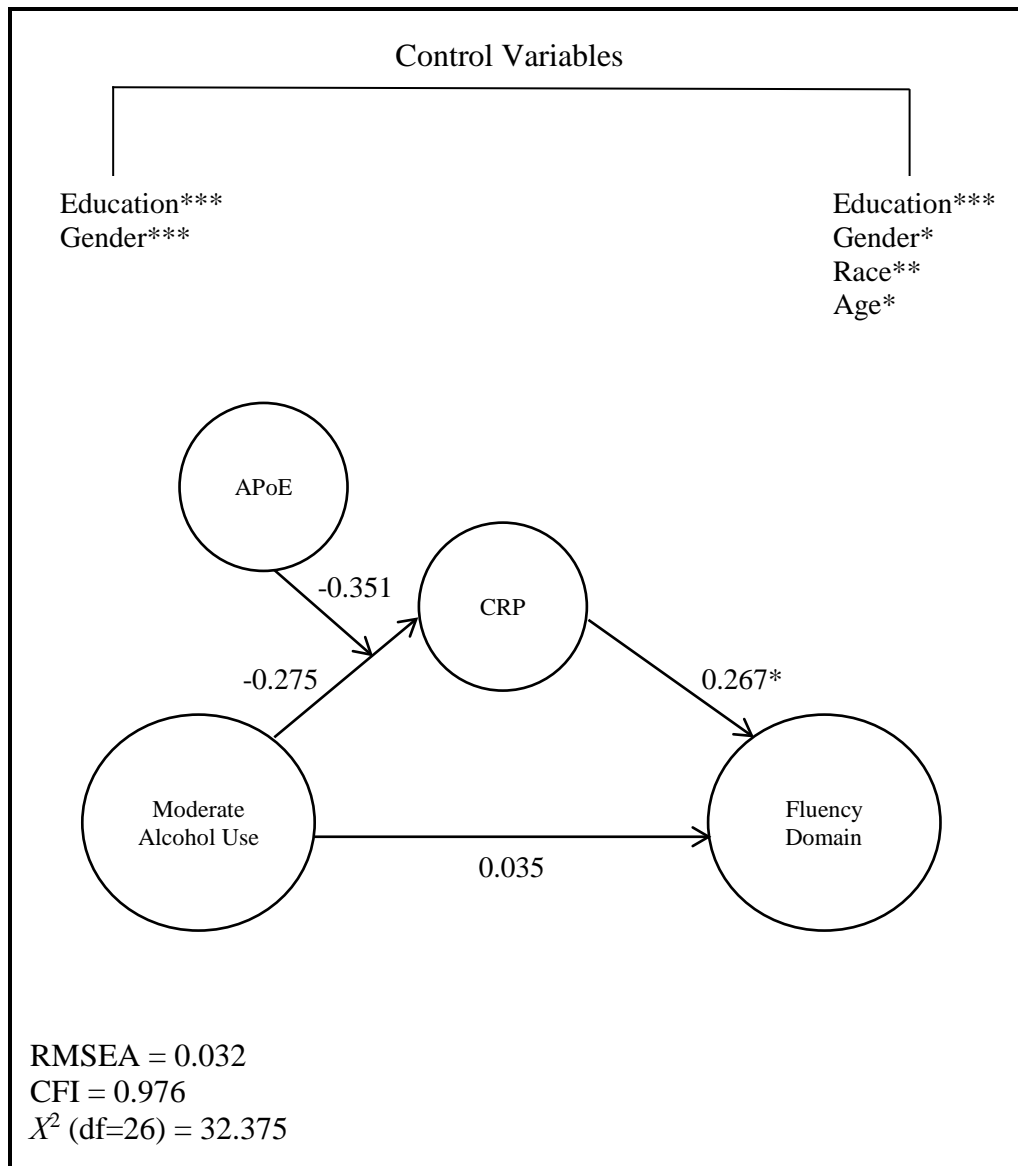 Control Variables
Education***
Gender***
Education***
Gender*
Race**
Age*
APoE
-0.351
CRP
-0.275
0.267*
Moderate
Alcohol Use
Fluency
Domain
0.035
RMSEA = 0.032
CFI = 0.976
X² (df=26) = 32.375